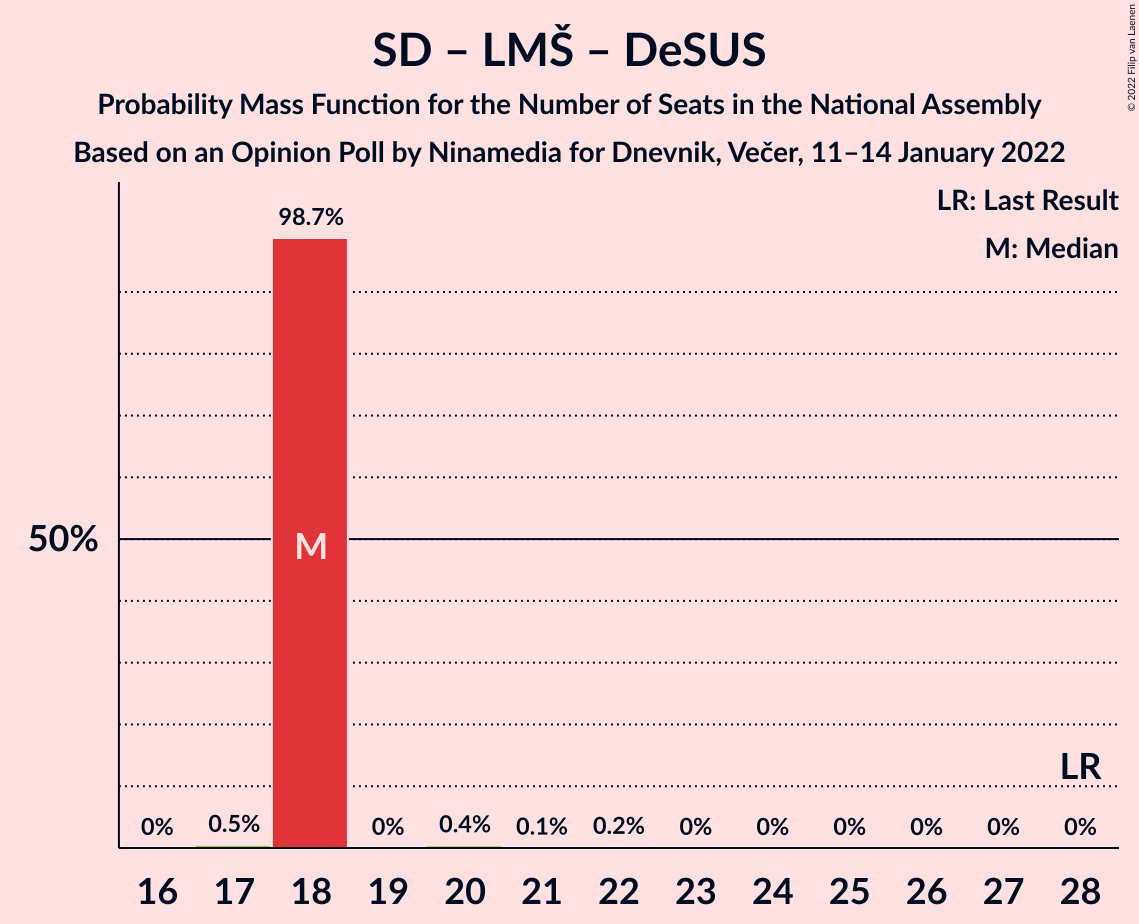 SD – LMŠ – DeSUS
Probability Mass Function for the Number of Seats in the National Assembly
Based on an Opinion Poll by Ninamedia for Dnevnik, Večer, 11–14 January 2022
© 2022 Filip van Laenen
LR: Last Result
M: Median
98.7%
50%
M
LR
0% 0.5% 0% 0.4% 0.1% 0.2% 0% 0% 0% 0% 0% 0%
16 17 18 19 20 21 22 23 24 25 26 27 28